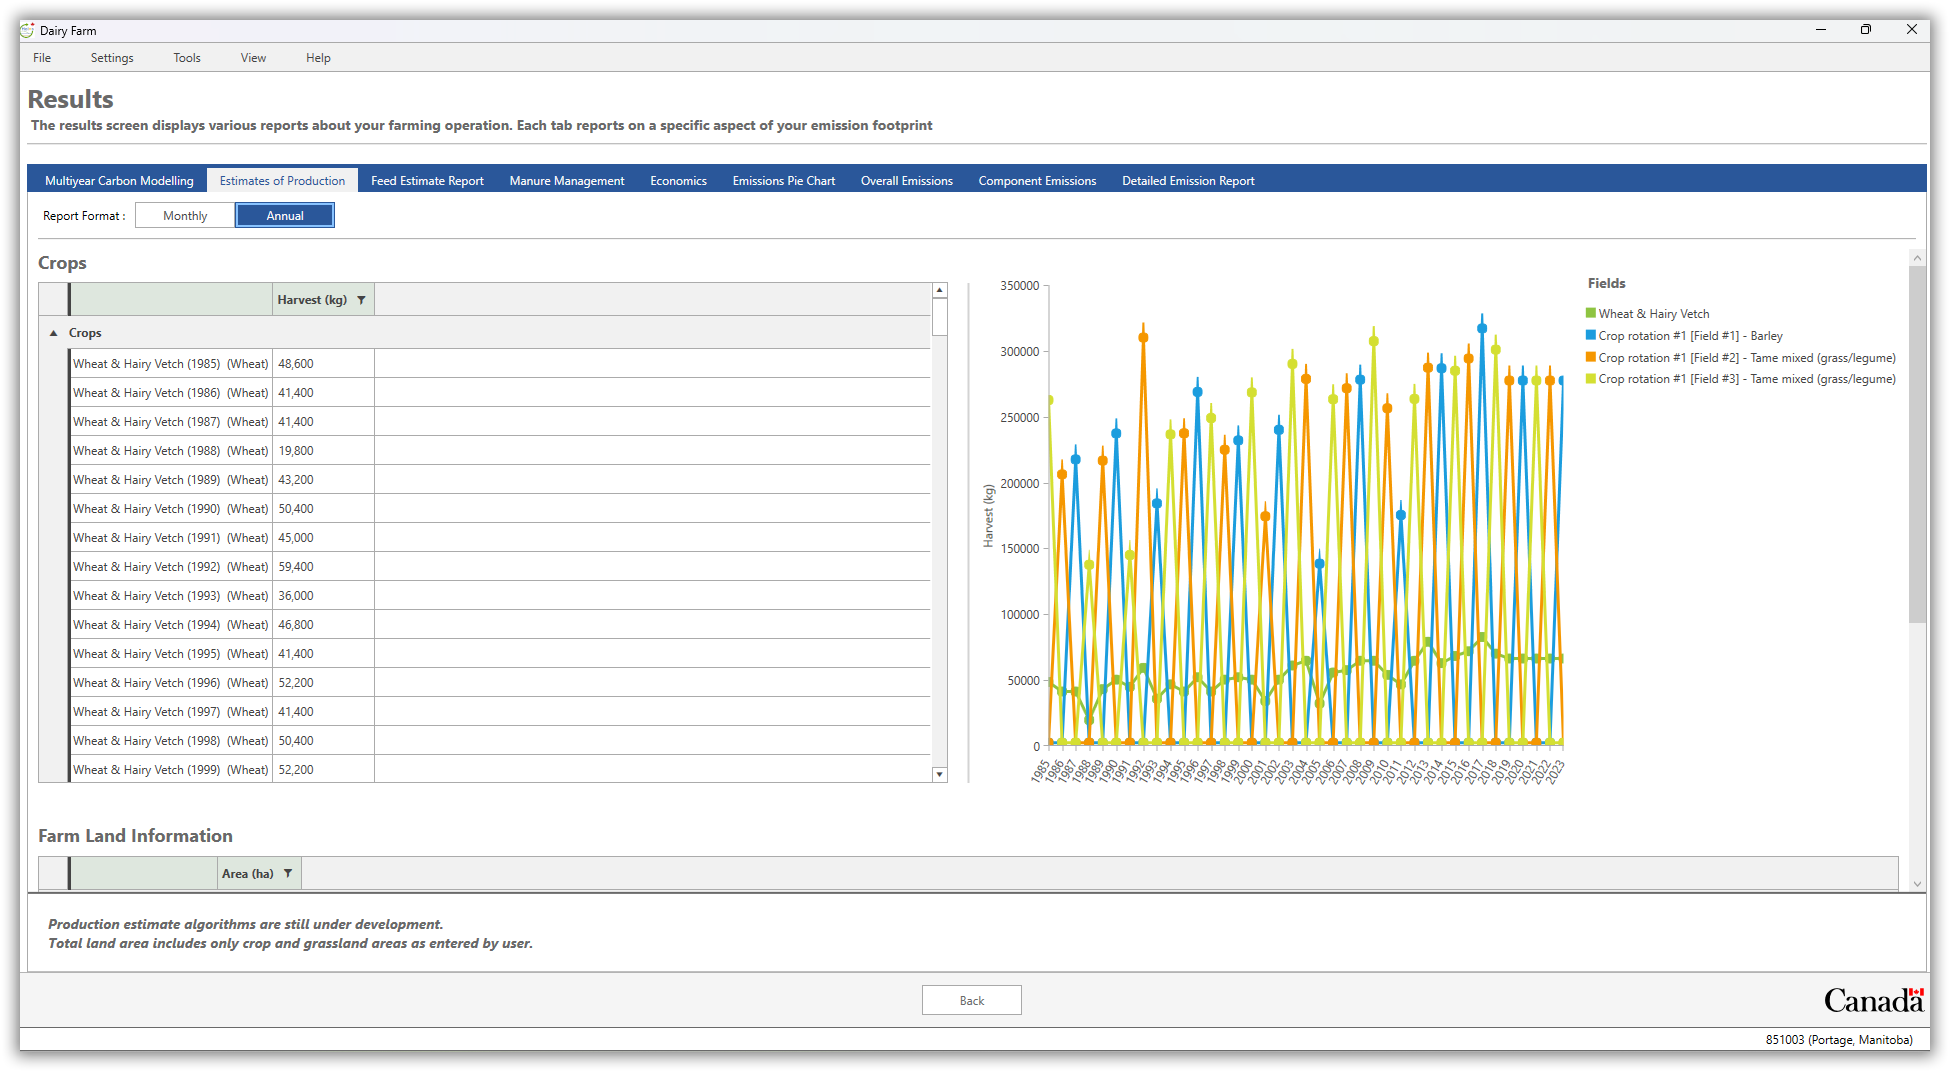 Dairy Farm
File Settings Tools View Help
Results
The results screen displays various reports about your farming operation. Each tab reports on a specific aspect of your emission footprint
Multiyear Carbon Modelling Estimates of Production Feed Estimate Report Manure Management Economics Emissions Pie Chart Overall Emissions Component Emissions Detailed Emission Report
Report Format : Monthly Annual
Crops
Harvest (kg)
Crops
Wheat & Hairy Vetch (1985) (Wheat) 48,600
Wheat & Hairy Vetch (1986) (Wheat) 41,400
Wheat & Hairy Vetch (1987) (Wheat) 41,400
Wheat & Hairy Vetch (1988) (Wheat) 19,800
Wheat & Hairy Vetch (1989) (Wheat) 43,200
Wheat & Hairy Vetch (1990) (Wheat) 50,400
Wheat & Hairy Vetch (1991) (Wheat) 45,000
Wheat & Hairy Vetch (1992) (Wheat) 59,400
Wheat & Hairy Vetch (1993) (Wheat) 36,000
Wheat & Hairy Vetch (1994) (Wheat) 46,800
Wheat & Hairy Vetch (1995) (Wheat) 41,400
Wheat & Hairy Vetch (1996) (Wheat) 52,200
Wheat & Hairy Vetch (1997) (Wheat) 41,400
Wheat & Hairy Vetch (1998) (Wheat) 50,400
Wheat & Hairy Vetch (1999) (Wheat) 52,200
350000
300000
250000
200000
150000
100000
50000
0
Harvest (kg)
1985 1986 1987 1988 1989 1990 1991 1992 1993 1994 1995 1996 1997 1998 1999 2000 2001 2002 2003 2004 2005 2006 2007 2008 2009 2010 2011 2012 2013 2014 2015 2016 2017 2018 2019 2020 2021 2022 2023
Fields
Wheat & Hairy Vetch
Crop rotation #1 [Field #1] - Barley
Crop rotation #1 [Field #2] - Tame mixed (grass/legume)
Crop rotation #1 [Field #3] - Tame mixed (grass/legume)
Farm Land Information
Area (ha)
Production estimate algorithms are still under development.
Total land area includes only crop and grassland areas as entered by user.
Back
Canada
851003 (Portage, Manitoba)